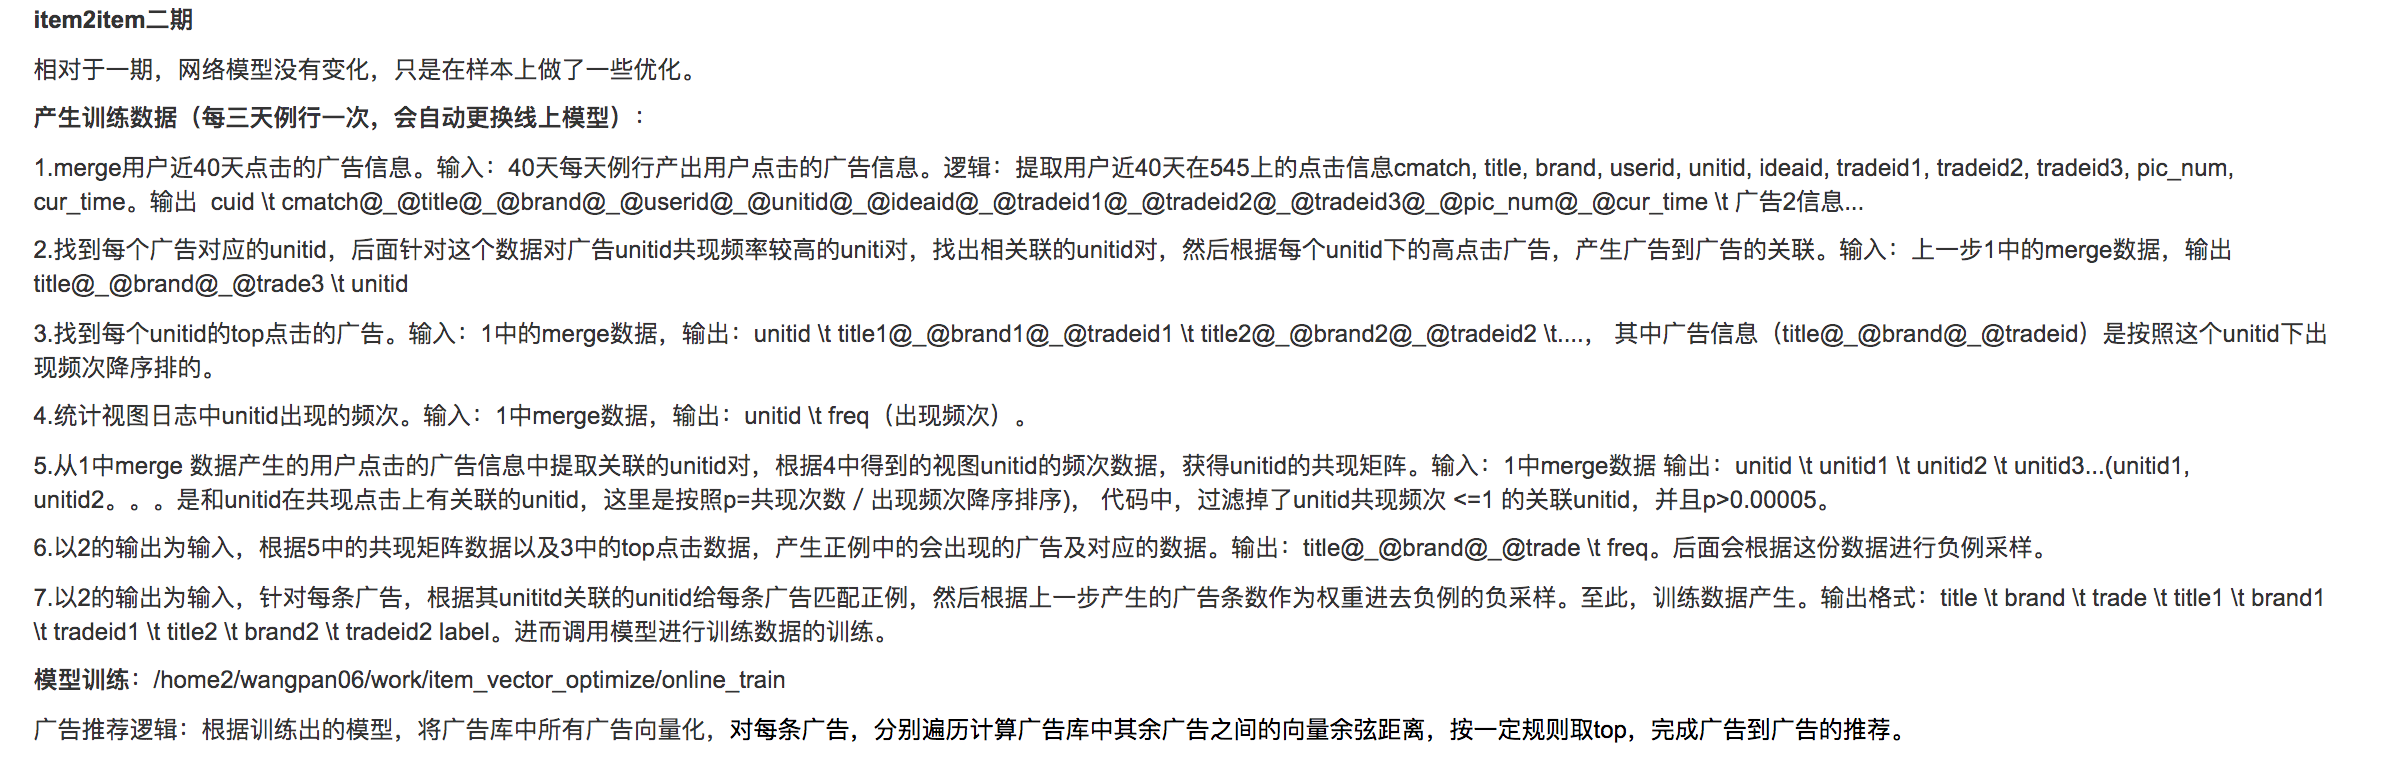 item2item二期
相对于一期，网络模型没有变化，只是在样本上做了一些优化。
产生训练数据（每三天例行一次，会自动更换线上模型）：
1.merge用户近40天点击的广告信息。输入：40天每天例行产出用户点击的广告信息。逻辑：提取用户近40天在545上的点击信息cmatch, title, brand, userid, unitid, ideaid, tradeid1, tradeid2, tradeid3, pic_num,
cur_time。输出  cuid \t cmatch@_@title@_@brand@_@userid@_@unitid@_@ideaid@_@tradeid1@_@tradeid2@_@tradeid3@_@pic_num@_@cur_time \t 广告2信息...
2.找到每个广告对应的unitid，后面针对这个数据对广告unitid共现频率较高的uniti对，找出相关联的unitid对，然后根据每个unitid下的高点击广告，产生广告到广告的关联。输入：上一步1中的merge数据，输出
title@_@brand@_@trade3 \t unitid
3.找到每个unitid的top点击的广告。输入：1中的merge数据，输出：unitid \t title1@_@brand1@_@tradeid1 \t title2@_@brand2@_@tradeid2 \t....， 其中广告信息（title@_@brand@_@tradeid）是按照这个unitid下出
现频次降序排的。
4.统计视图日志中unitid出现的频次。输入：1中merge数据，输出：unitid \t freq（出现频次）。
5.从1中merge 数据产生的用户点击的广告信息中提取关联的unitid对，根据4中得到的视图unitid的频次数据，获得unitid的共现矩阵。输入：1中merge数据 输出：unitid \t unitid1 \t unitid2 \t unitid3...(unitid1,
unitid2。。。是和unitid在共现点击上有关联的unitid，这里是按照p=共现次数 / 出现频次降序排序)， 代码中，过滤掉了unitid共现频次 <=1 的关联unitid，并且p>0.00005。
6.以2的输出为输入，根据5中的共现矩阵数据以及3中的top点击数据，产生正例中的会出现的广告及对应的数据。输出：title@_@brand@_@trade \t freq。后面会根据这份数据进行负例采样。
7.以2的输出为输入，针对每条广告，根据其unititd关联的unitid给每条广告匹配正例，然后根据上一步产生的广告条数作为权重进去负例的负采样。至此，训练数据产生。输出格式：title \t brand \t trade \t title1 \t brand1
\t tradeid1 \t title2 \t brand2 \t tradeid2 label。进而调用模型进行训练数据的训练。
模型训练：/home2/wangpan06/work/item_vector_optimize/online_train
广告推荐逻辑：根据训练出的模型，将广告库中所有广告向量化，对每条广告，分别遍历计算广告库中其余广告之间的向量余弦距离，按一定规则取top，完成广告到广告的推荐。